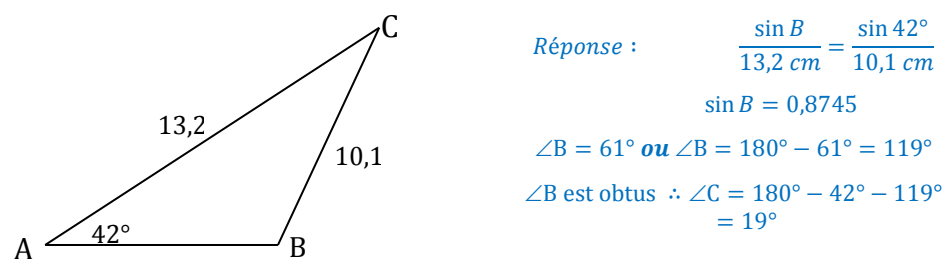 C
13,2
10,1
42°
A
B
Réponse : sin B / 13,2 cm = sin 42° / 10,1 cm
sin B = 0,8745
∠B = 61° ou ∠B = 180° − 61° = 119°
∠B est obtus ∴ ∠C = 180° − 42° − 119°
= 19°